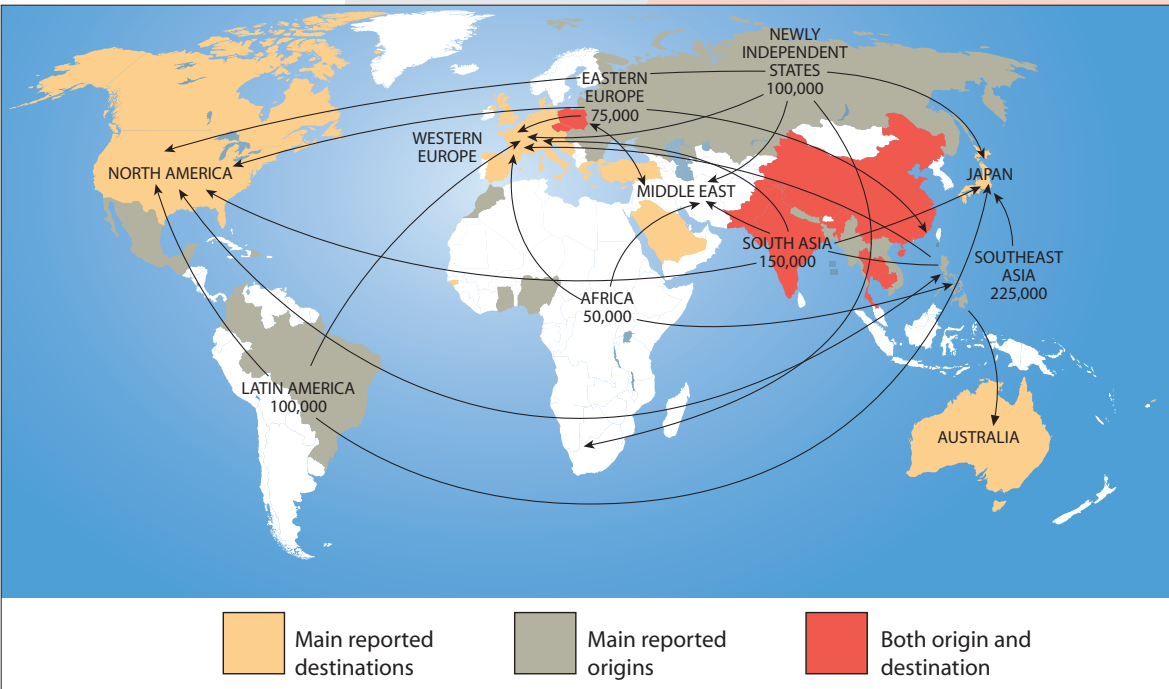 NEWLY
INDEPENDENT
STATES
100,000
EASTERN
EUROPE
75,000
WESTERN
EUROPE
NORTH AMERICA
MIDDLE EAST
JAPAN
SOUTH ASIA
150,000
SOUTHEAST
ASIA
225,000
AFRICA
50,000
LATIN AMERICA
100,000
AUSTRALIA
Main reported
destinations
Main reported
origins
Both origin and
destination